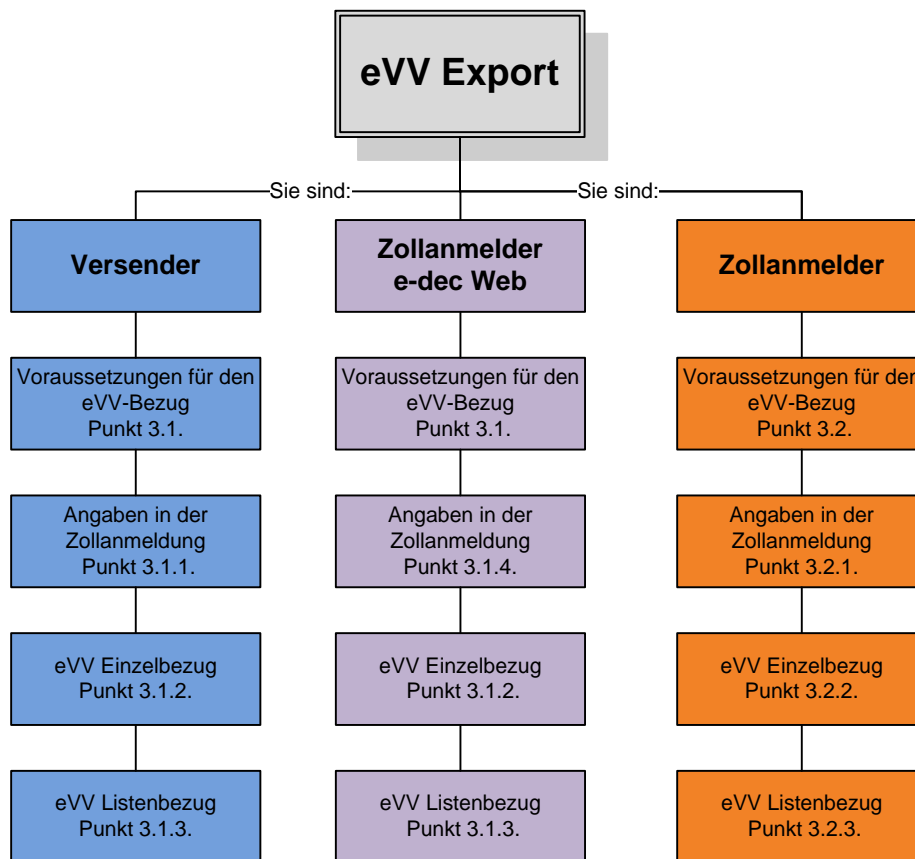 eVV Export
Sie sind:
Sie sind:
Versender
Zollanmelder
e-dec Web
Zollanmelder
Voraussetzungen für den
eVV-Bezug
Punkt 3.1.
Voraussetzungen für den
eVV-Bezug
Punkt 3.1.
Voraussetzungen für den
eVV-Bezug
Punkt 3.2.
Angaben in der
Zollanmeldung
Punkt 3.1.1.
Angaben in der
Zollanmeldung
Punkt 3.1.4.
Angaben in der
Zollanmeldung
Punkt 3.2.1.
eVV Einzelbezug
Punkt 3.1.2.
eVV Einzelbezug
Punkt 3.1.2.
eVV Einzelbezug
Punkt 3.2.2.
eVV Listenbezug
Punkt 3.1.3.
eVV Listenbezug
Punkt 3.1.3.
eVV Listenbezug
Punkt 3.2.3.